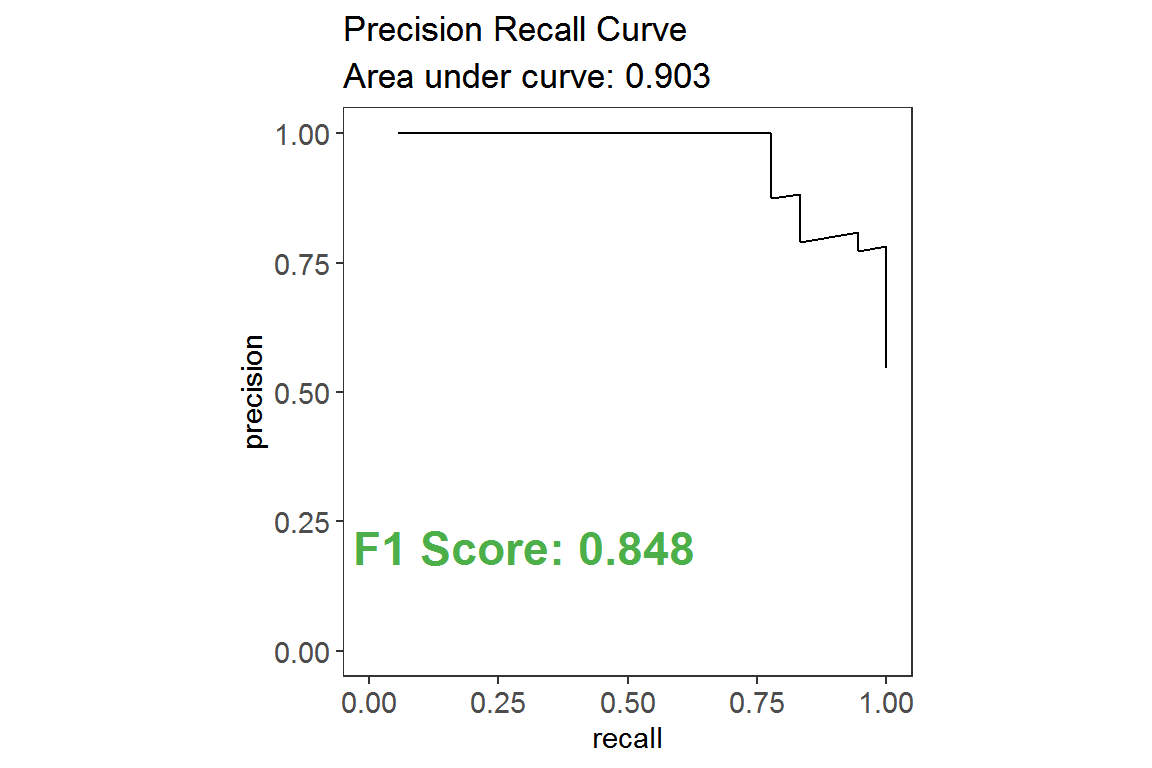 Precision Recall Curve
Area under curve: 0.903
1.00
0.75
0.50
0.25
0.00
precision
F1 Score: 0.848
0.00 0.25 0.50 0.75 1.00
recall